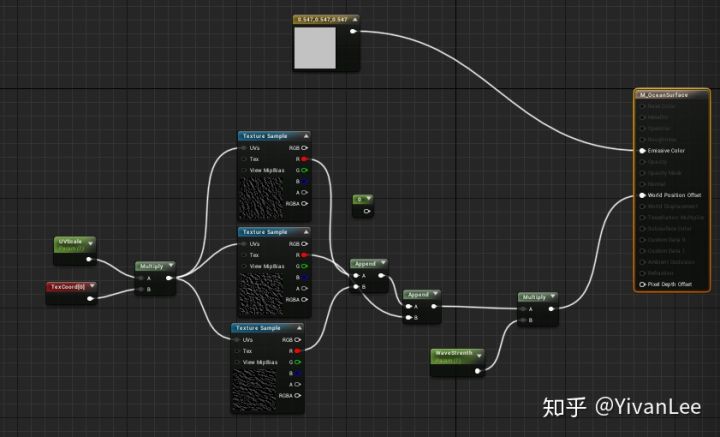 0.547,0.547,0.547
M_OceanSurface
Base Color
Metallic
Specular
Roughness
Emissive Color
Opacity
Opacity Mask
Normal
World Position Offset
World Displacement
Tessellation Multiplier
Subsurface Color
Custom Data 0
Custom Data 1
Ambient Occlusion
Refraction
Pixel Depth Offset
Texture Sample
UVs
RGB
Tex
R
View MipBias
G
B
A
RGBA
0
UVScale
Param (1)
TexCoord[0]
Multiply
A
B
Texture Sample
UVs
RGB
Tex
R
View MipBias
G
B
A
RGBA
Append
A
B
Append
A
B
Multiply
A
B
Texture Sample
UVs
RGB
Tex
R
View MipBias
G
B
A
RGBA
WaveStrenth
Param (1)
知乎 @YivanLee